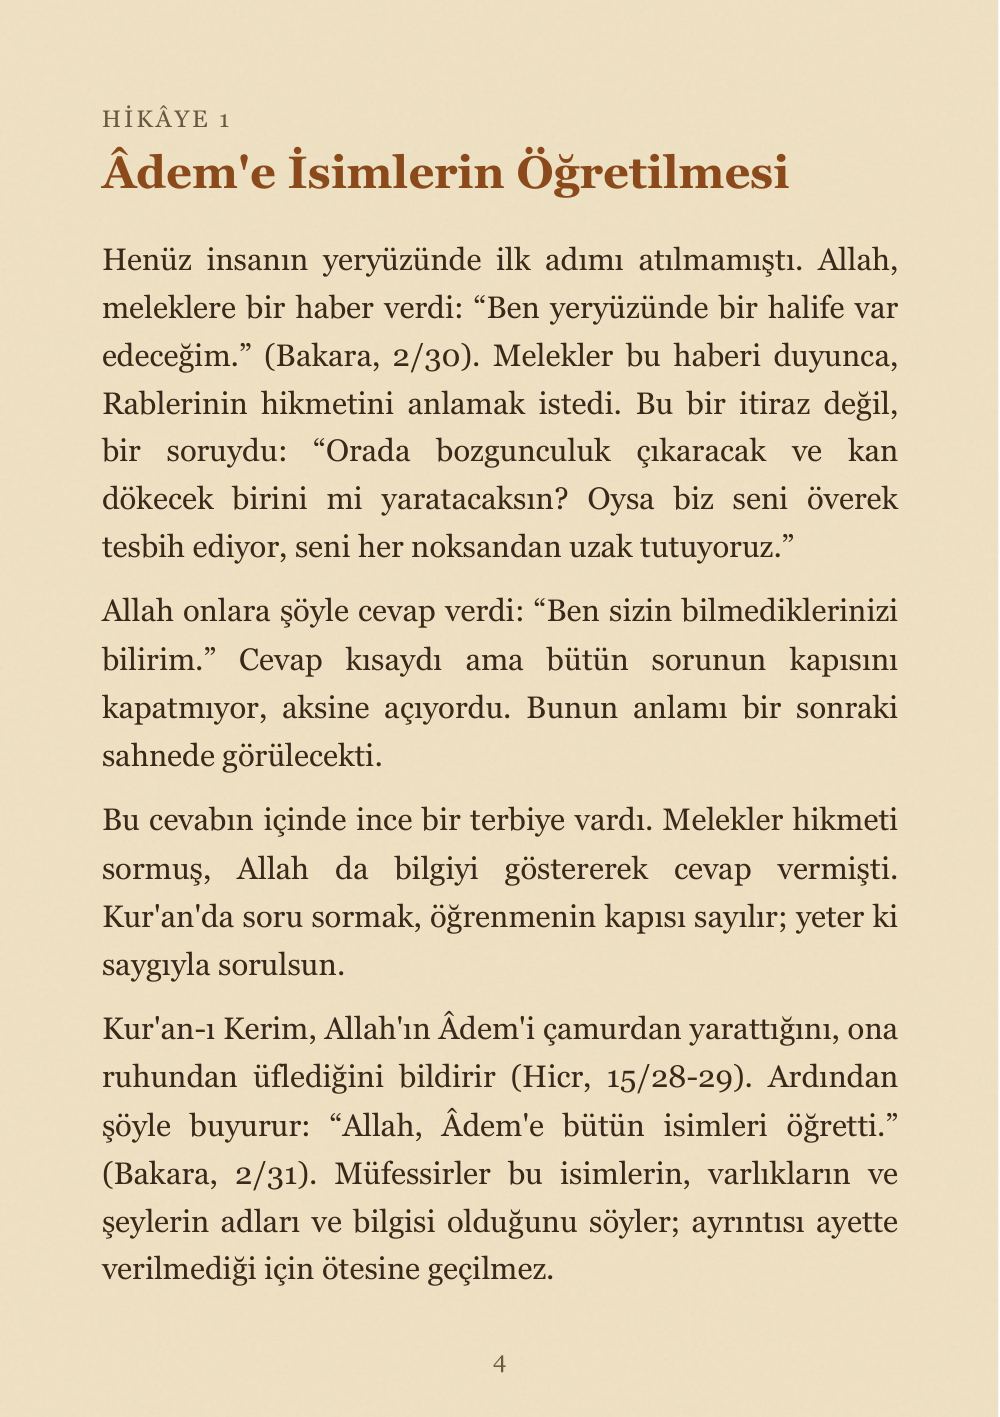 HİKÂYE 1
Âdem'e İsimlerin Öğretilmesi
Henüz insanın yeryüzünde ilk adımı atılmamıştı. Allah,
meleklere bir haber verdi: “Ben yeryüzünde bir halife var
edeceğim.” (Bakara, 2/30). Melekler bu haberi duyunca,
Rablerinin hikmetini anlamak istedi. Bu bir itiraz değil,
bir soruydu: “Orada bozgunculuk çıkaracak ve kan
dökecek birini mi yaratacaksın? Oysa biz seni överek
tesbih ediyor, seni her noksandan uzak tutuyoruz.”
Allah onlara şöyle cevap verdi: “Ben sizin bilmediklerinizi
bilirim.” Cevap kısaydı ama bütün sorunun kapısını
kapatmıyor, aksine açıyordu. Bunun anlamı bir sonraki
sahnede görülecekti.
Bu cevabın içinde ince bir terbiye vardı. Melekler hikmeti
sormuş, Allah da bilgiyi göstererek cevap vermişti.
Kur'an'da soru sormak, öğrenmenin kapısı sayılır; yeter ki
saygıyla sorulsun.
Kur'an-ı Kerim, Allah'ın Âdem'i çamurdan yarattığını, ona
ruhundan üflediğini bildirir (Hicr, 15/28-29). Ardından
şöyle buyurur: “Allah, Âdem'e bütün isimleri öğretti.”
(Bakara, 2/31). Müfessirler bu isimlerin, varlıkların ve
şeylerin adları ve bilgisi olduğunu söyler; ayrıntısı ayette
verilmediği için ötesine geçilmez.
4